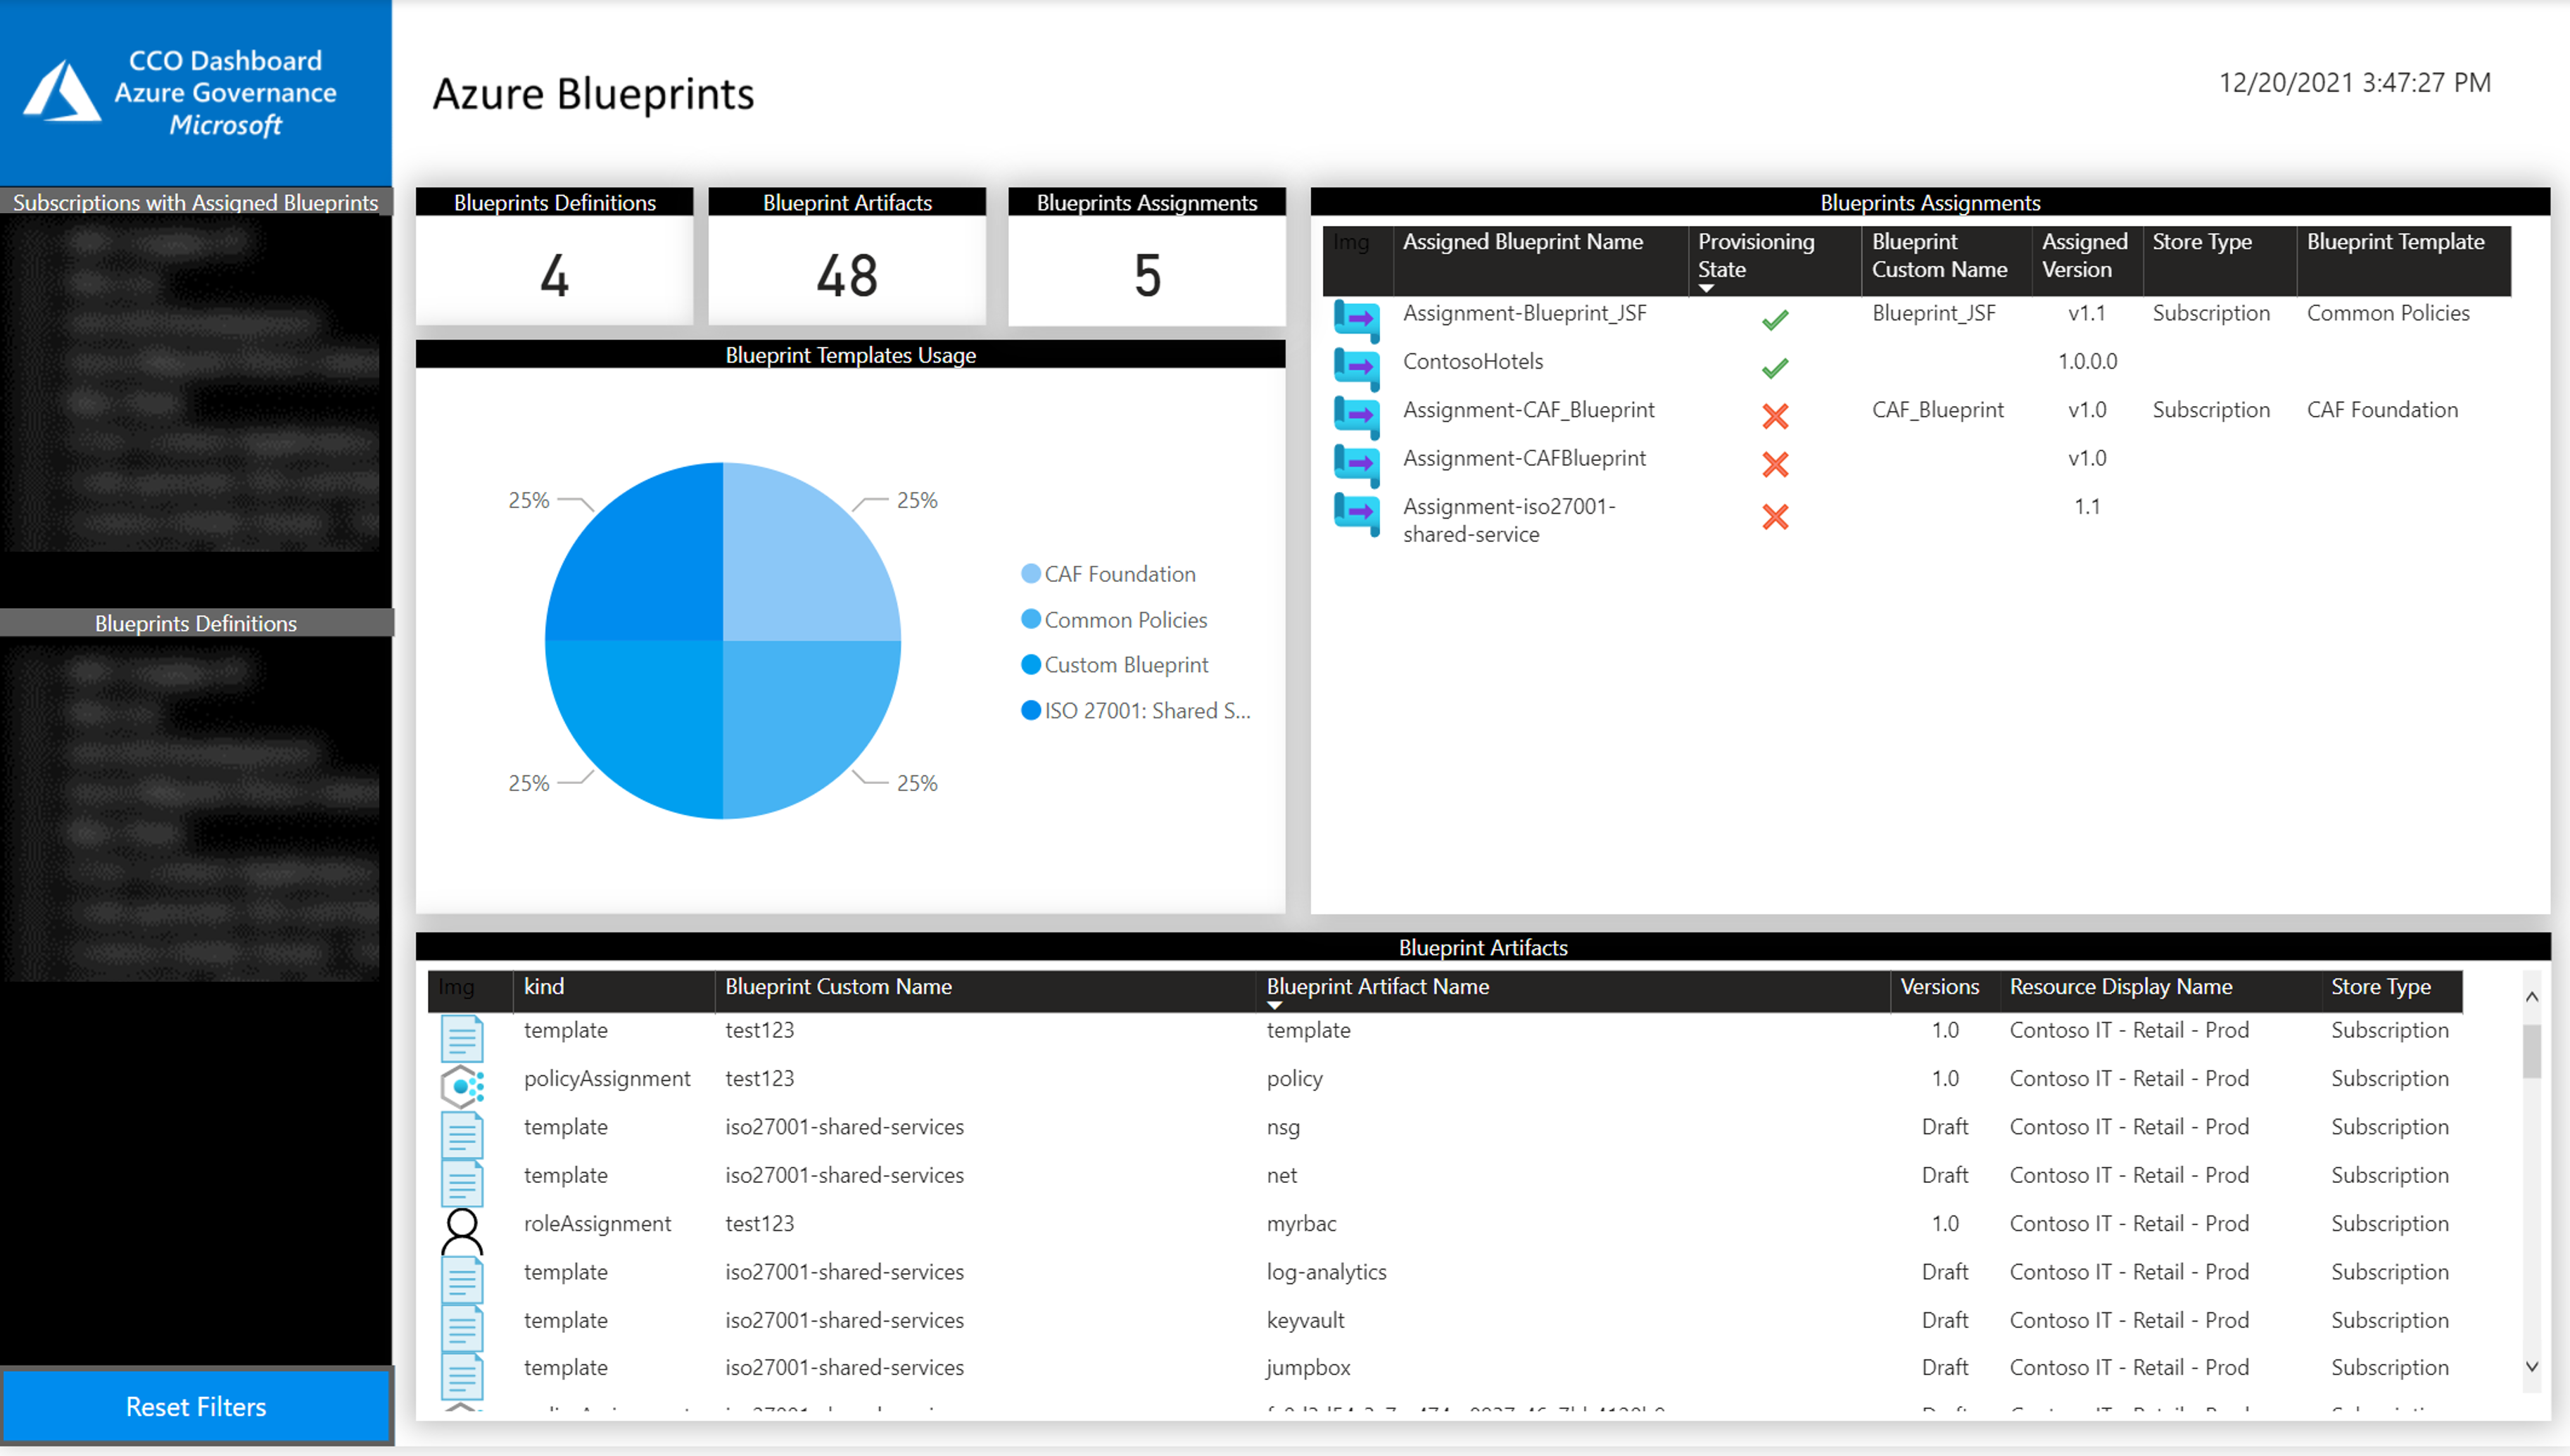 CCO Dashboard
Azure Governance
Microsoft
Azure Blueprints
12/20/2021 3:47:27 PM
Subscriptions with Assigned Blueprints
Blueprints Definitions
Reset Filters
Blueprints Definitions
4
Blueprint Artifacts
48
Blueprints Assignments
5
Blueprint Templates Usage
25%
25%
25%
25%
CAF Foundation
Common Policies
Custom Blueprint
ISO 27001: Shared S...
Blueprints Assignments
Img Assigned Blueprint Name Provisioning State Blueprint Custom Name Assigned Version Store Type Blueprint Template
Assignment-Blueprint_JSF Blueprint_JSF v1.1 Subscription Common Policies
ContosoHotels 1.0.0.0
Assignment-CAF_Blueprint CAF_Blueprint v1.0 Subscription CAF Foundation
Assignment-CAFBlueprint v1.0
Assignment-iso27001- 1.1
shared-service
Blueprint Artifacts
Img kind Blueprint Custom Name Blueprint Artifact Name Versions Resource Display Name Store Type
template test123 template 1.0 Contoso IT - Retail - Prod Subscription
policyAssignment test123 policy 1.0 Contoso IT - Retail - Prod Subscription
template iso27001-shared-services nsg Draft Contoso IT - Retail - Prod Subscription
template iso27001-shared-services net Draft Contoso IT - Retail - Prod Subscription
roleAssignment test123 myrbac 1.0 Contoso IT - Retail - Prod Subscription
template iso27001-shared-services log-analytics Draft Contoso IT - Retail - Prod Subscription
template iso27001-shared-services keyvault Draft Contoso IT - Retail - Prod Subscription
template iso27001-shared-services jumpbox Draft Contoso IT - Retail - Prod Subscription